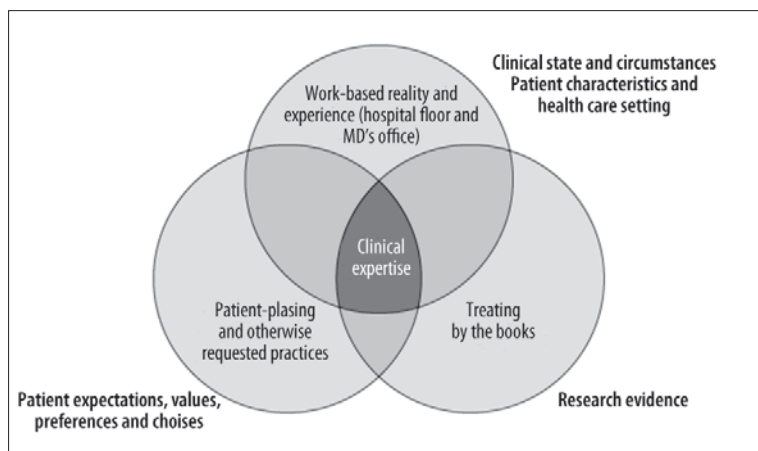 Clinical state and circumstances
Patient characteristics and
health care setting
Work-based reality and
experience (hospital floor and
MD's office)
Clinical
expertise
Patient-plasing
and otherwise
requested practices
Treating
by the books
Patient expectations, values,
preferences and choises
Research evidence